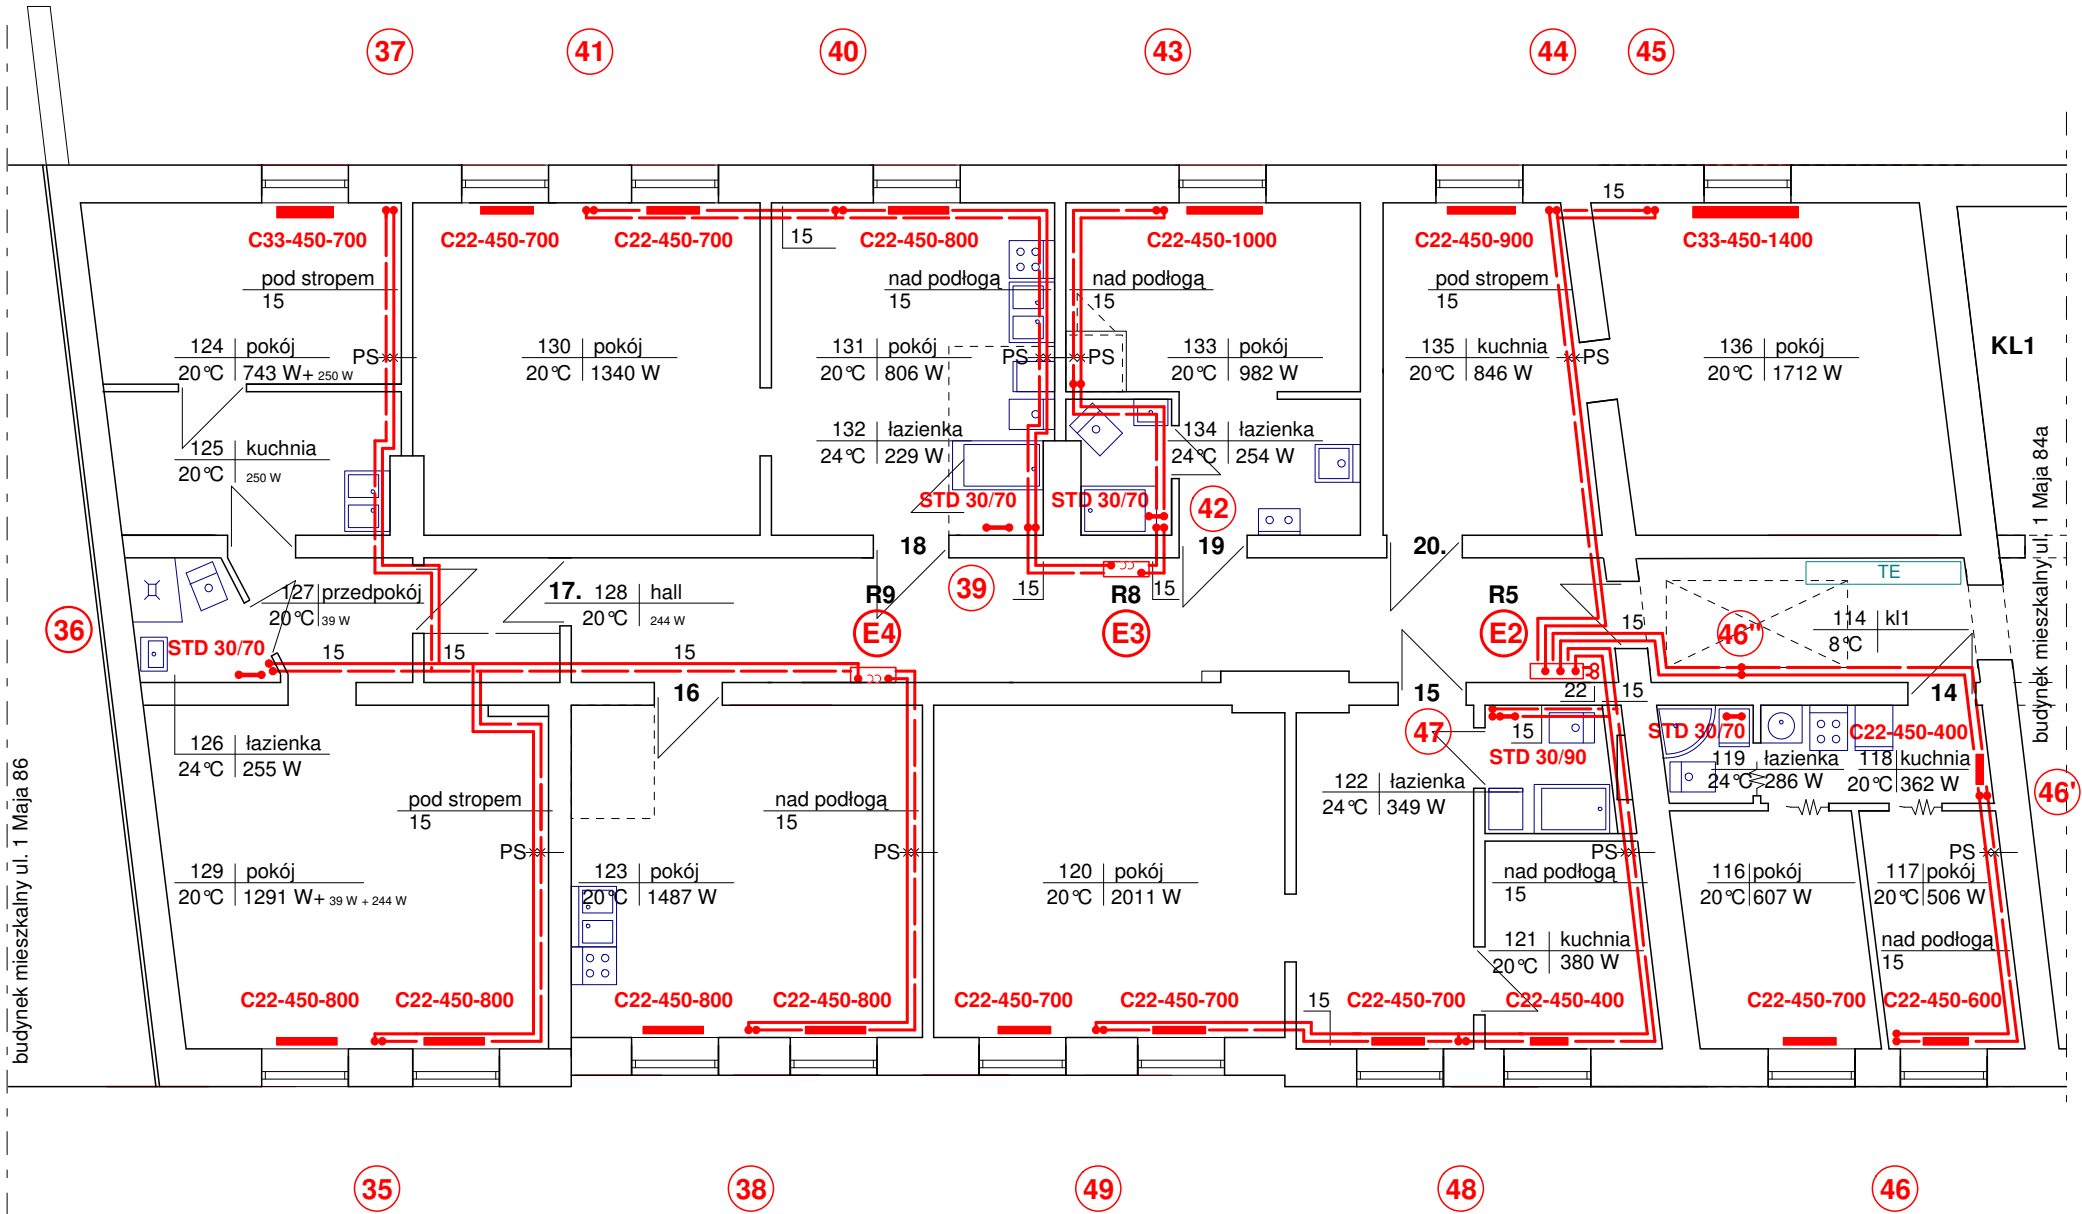 37
41
40
43
44
45
15
C33-450-700
C22-450-700
C22-450-700
15
C22-450-800
C22-450-1000
C22-450-900
C33-450-1400
pod stropem
15
nad podłogą
15
nad podłogą
15
pod stropem
15
124 pokój
20°C 743 W+ 250 W
PS
130 pokój
20°C 1340 W
131 pokój
20°C 806 W
PS
PS
133 pokój
20°C 982 W
135 kuchnia
20°C 846 W
PS
136 pokój
20°C 1712 W
KL1
125 kuchnia
20°C 250 W
132 łazienka
24°C 229 W
134 łazienka
24°C 254 W
STD 30/70
STD 30/70
42
18
19
20.
budynek mieszkalny ul. 1 Maja 84a
TE
36
127 przedpokój
20°C 39 W
17.
128 hall
20°C 244 W
R9
E4
39
15
R8
15
E3
R5
E2
15
46"
114 kl1
8°C
STD 30/70
15
15
15
16
15
22
15
14
47
15
STD 30/90
STD 30/70
C22-450-400
126 łazienka
24°C 255 W
119 łazienka
24°C 286 W
118 kuchnia
20°C 362 W
46'
122 łazienka
24°C 349 W
pod stropem
15
nad podłogą
15
PS
PS
PS
PS
budynek mieszkalny ul. 1 Maja 86
129 pokój
20°C 1291 W+ 39 W + 244 W
123 pokój
20°C 1487 W
120 pokój
20°C 2011 W
nad podłogą
15
116 pokój
20°C 607 W
117 pokój
20°C 506 W
121 kuchnia
20°C 380 W
nad podłogą
15
C22-450-800
C22-450-800
C22-450-800
C22-450-800
C22-450-700
C22-450-700
15
C22-450-700
C22-450-400
C22-450-700
C22-450-600
35
38
49
48
46